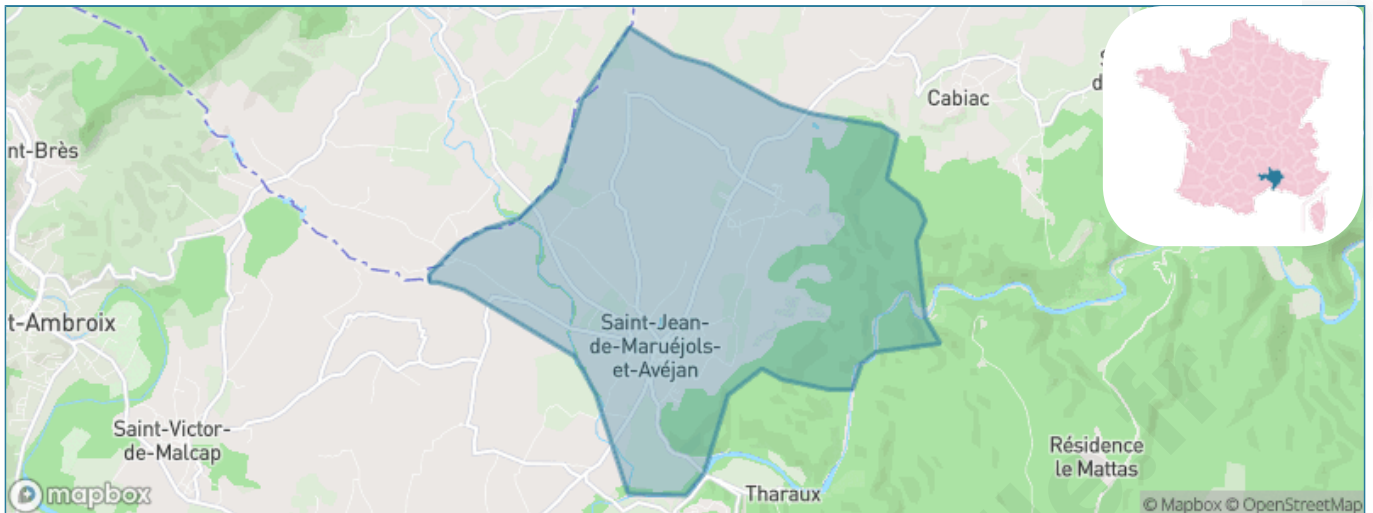 Cabiac
S
d
nt-Brès
Saint-Jean-
de-Maruéjols-
et-Avéjan
t-Ambroix
Saint-Victor-
de-Malcap
Résidence
le Mattas
Tharaux
mapbox
© Mapbox © OpenStreetMap